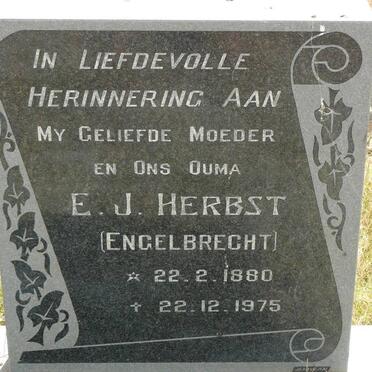 IN LIEFDEVOLLE
HERINNERING AAN
MY GELIEFDE MOEDER
EN ONS OUMA
E. J. HERBST
(ENGELBRECHT)
☆ 22.2.1880
✝ 22.12.1975